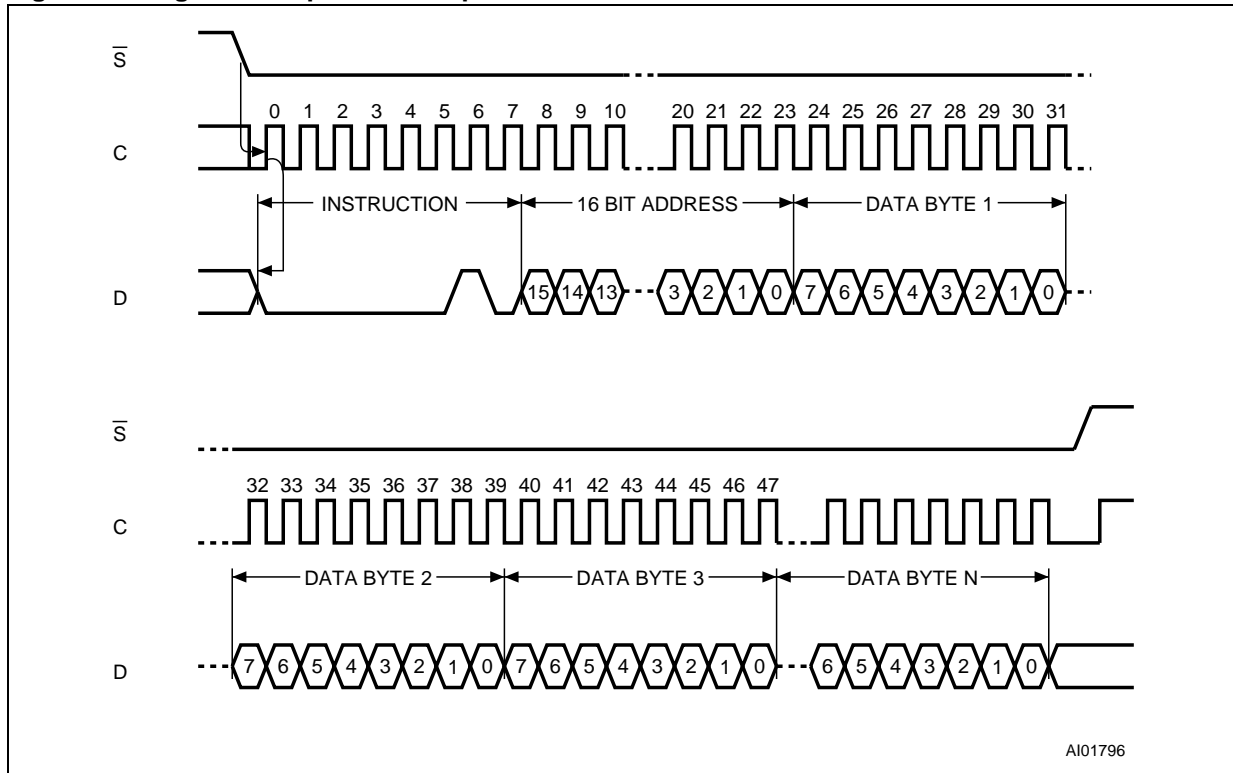 S
0 1 2 3 4 5 6 7 8 9 10 20 21 22 23 24 25 26 27 28 29 30 31
C
INSTRUCTION 16 BIT ADDRESS DATA BYTE 1
D 15 14 13 3 2 1 0 7 6 5 4 3 2 1 0
S
32 33 34 35 36 37 38 39 40 41 42 43 44 45 46 47
C
DATA BYTE 2 DATA BYTE 3 DATA BYTE N
D 7 6 5 4 3 2 1 0 7 6 5 4 3 2 1 0 6 5 4 3 2 1 0
AI01796